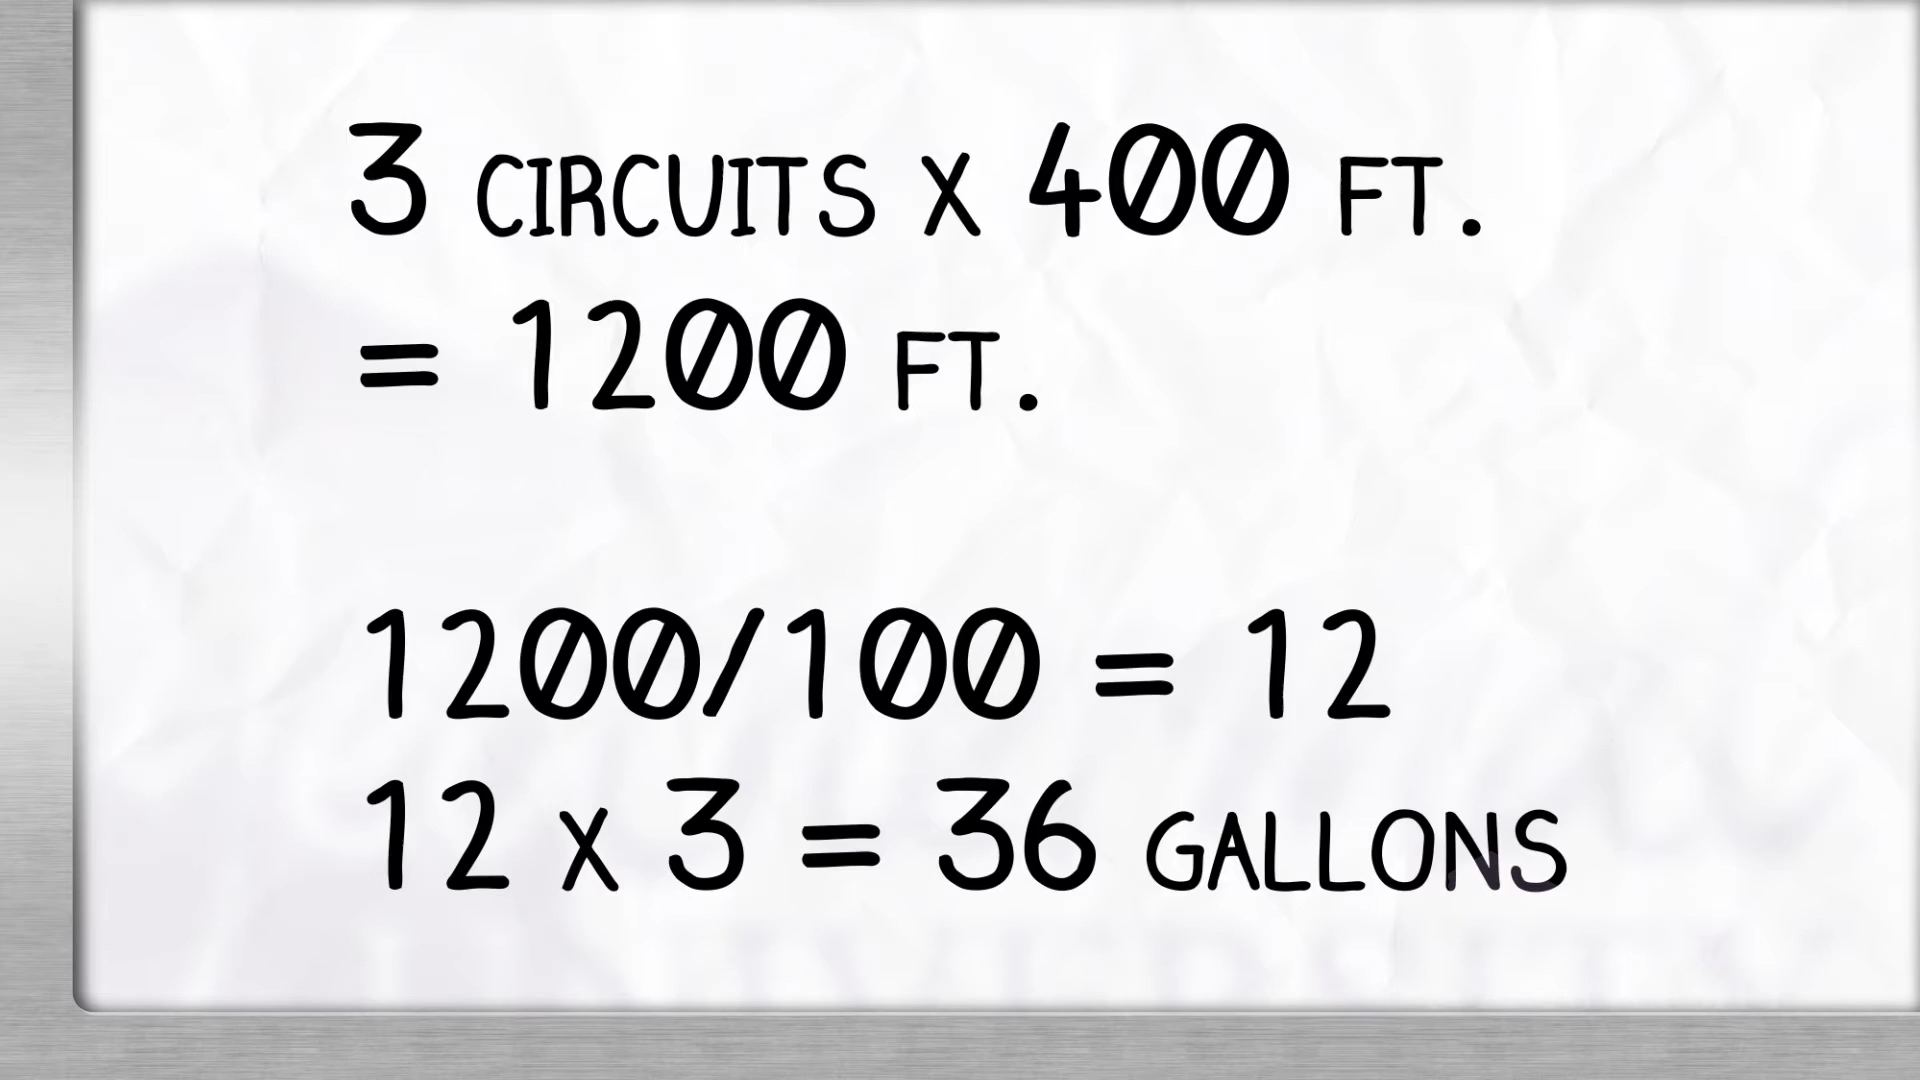 3 CIRCUITS X 400 FT.
= 1200 FT.
1200/100 = 12
12 X 3 = 36 GALLONS